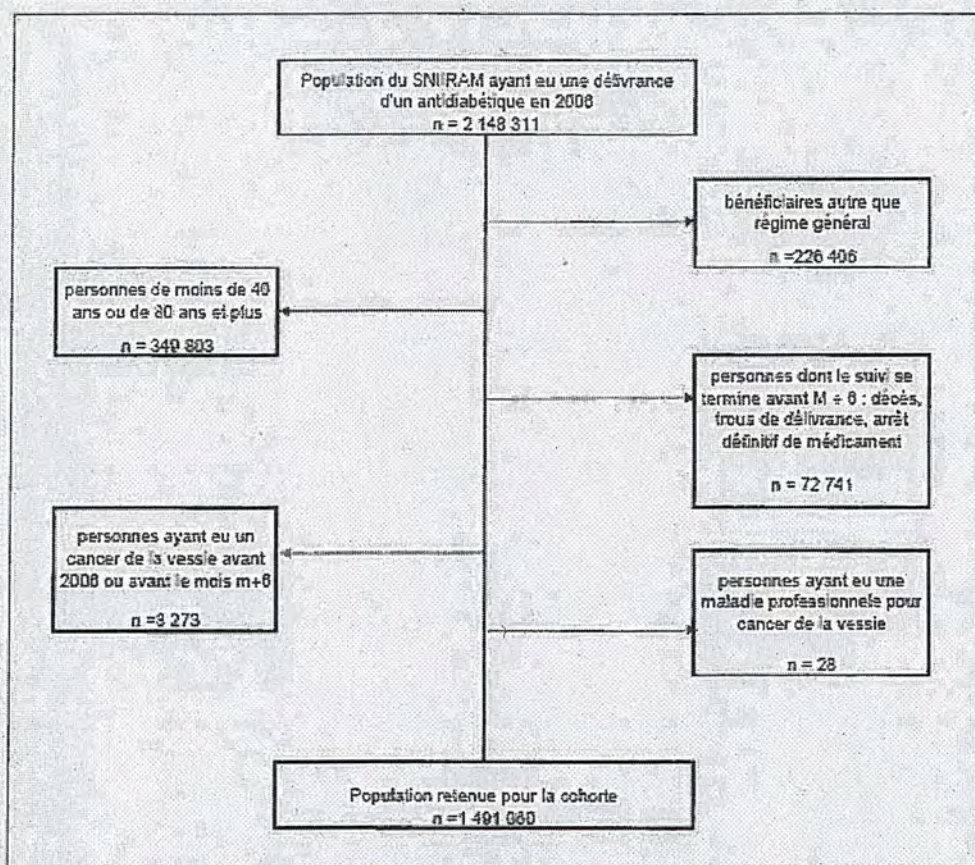 Population du SNIIRAM ayant eu une délivrance
d'un antidiabétique en 2006
n = 2 148 311
bénéficiaires autre que
régime général
n =226 406
personnes de moins de 40
ans ou de 80 ans et plus
n = 349 803
personnes dont le suivi se
termine avant M + 6 : décès,
trous de délivrance, arrêt
définitif de médicament
n = 72 741
personnes ayant eu un
cancer de la vessie avant
2006 ou avant le mois m+6
n =8 273
personnes ayant eu une
maladie professionnele pour
cancer de la vessie
n = 28
Population retenue pour la cohorte
n =1 491 060